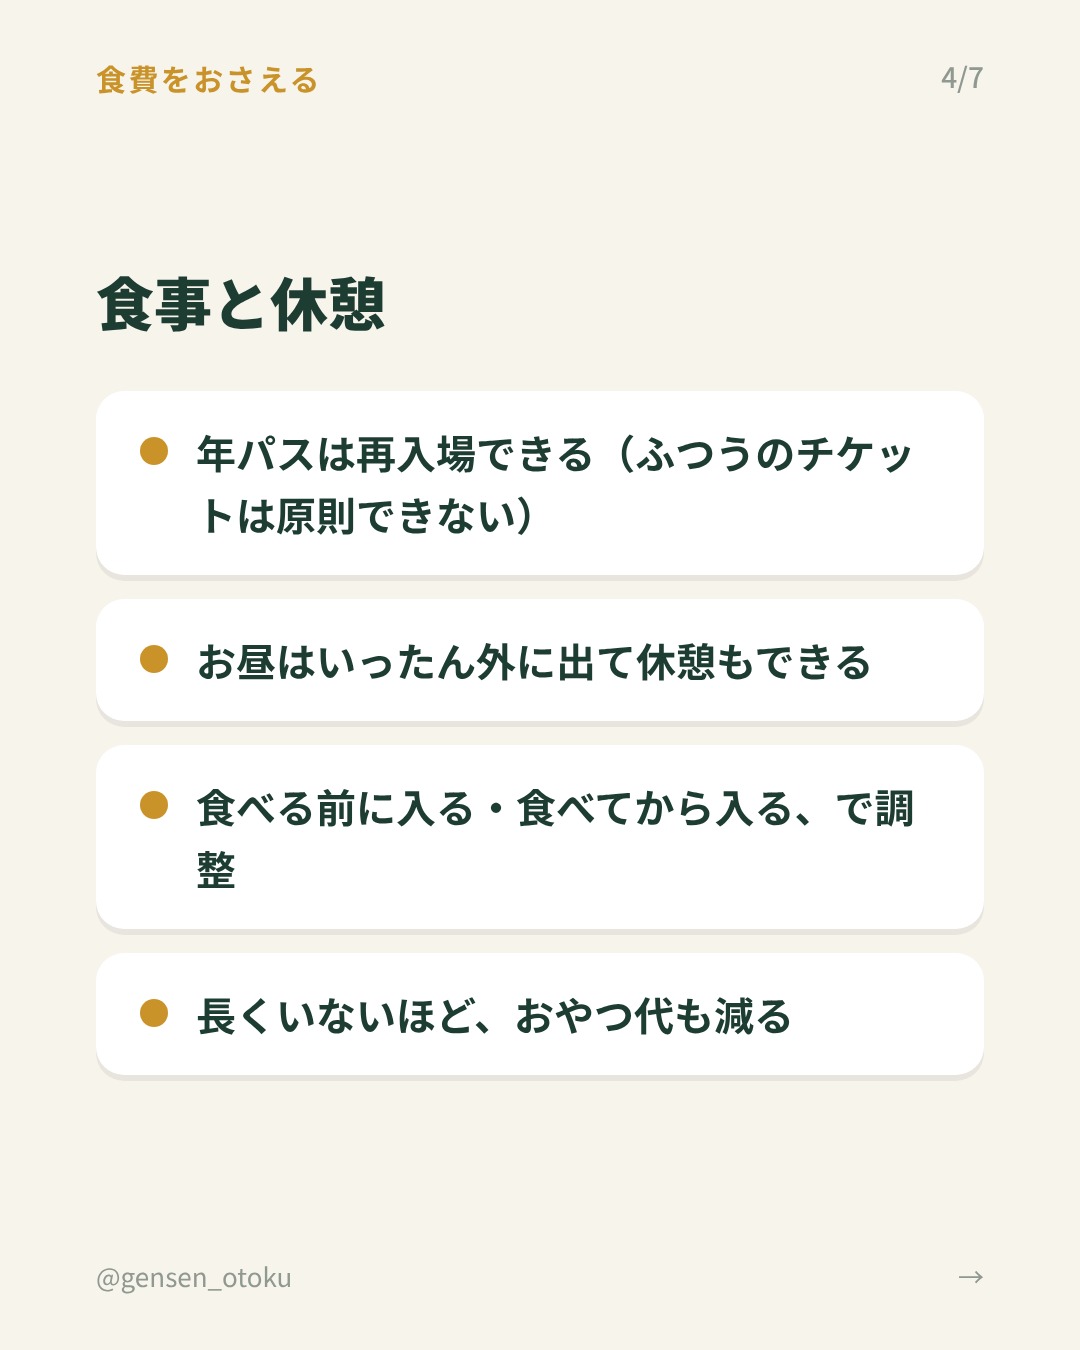 食費をおさえる
4/7
食事と休憩
年パスは再入場できる（ふつうのチケッ
トは原則できない）
お昼はいったん外に出て休憩もできる
食べる前に入る・食べてから入る、で調
整
長くいないほど、おやつ代も減る
@gensen_otoku
→